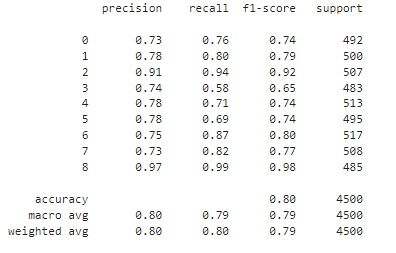 precision recall f1-score support
0 0.73 0.76 0.74 492
1 0.78 0.80 0.79 500
2 0.91 0.94 0.92 507
3 0.74 0.58 0.65 483
4 0.78 0.71 0.74 513
5 0.78 0.69 0.74 495
6 0.75 0.87 0.80 517
7 0.73 0.82 0.77 508
8 0.97 0.99 0.98 485
accuracy 0.80 4500
macro avg 0.80 0.79 0.79 4500
weighted avg 0.80 0.80 0.79 4500